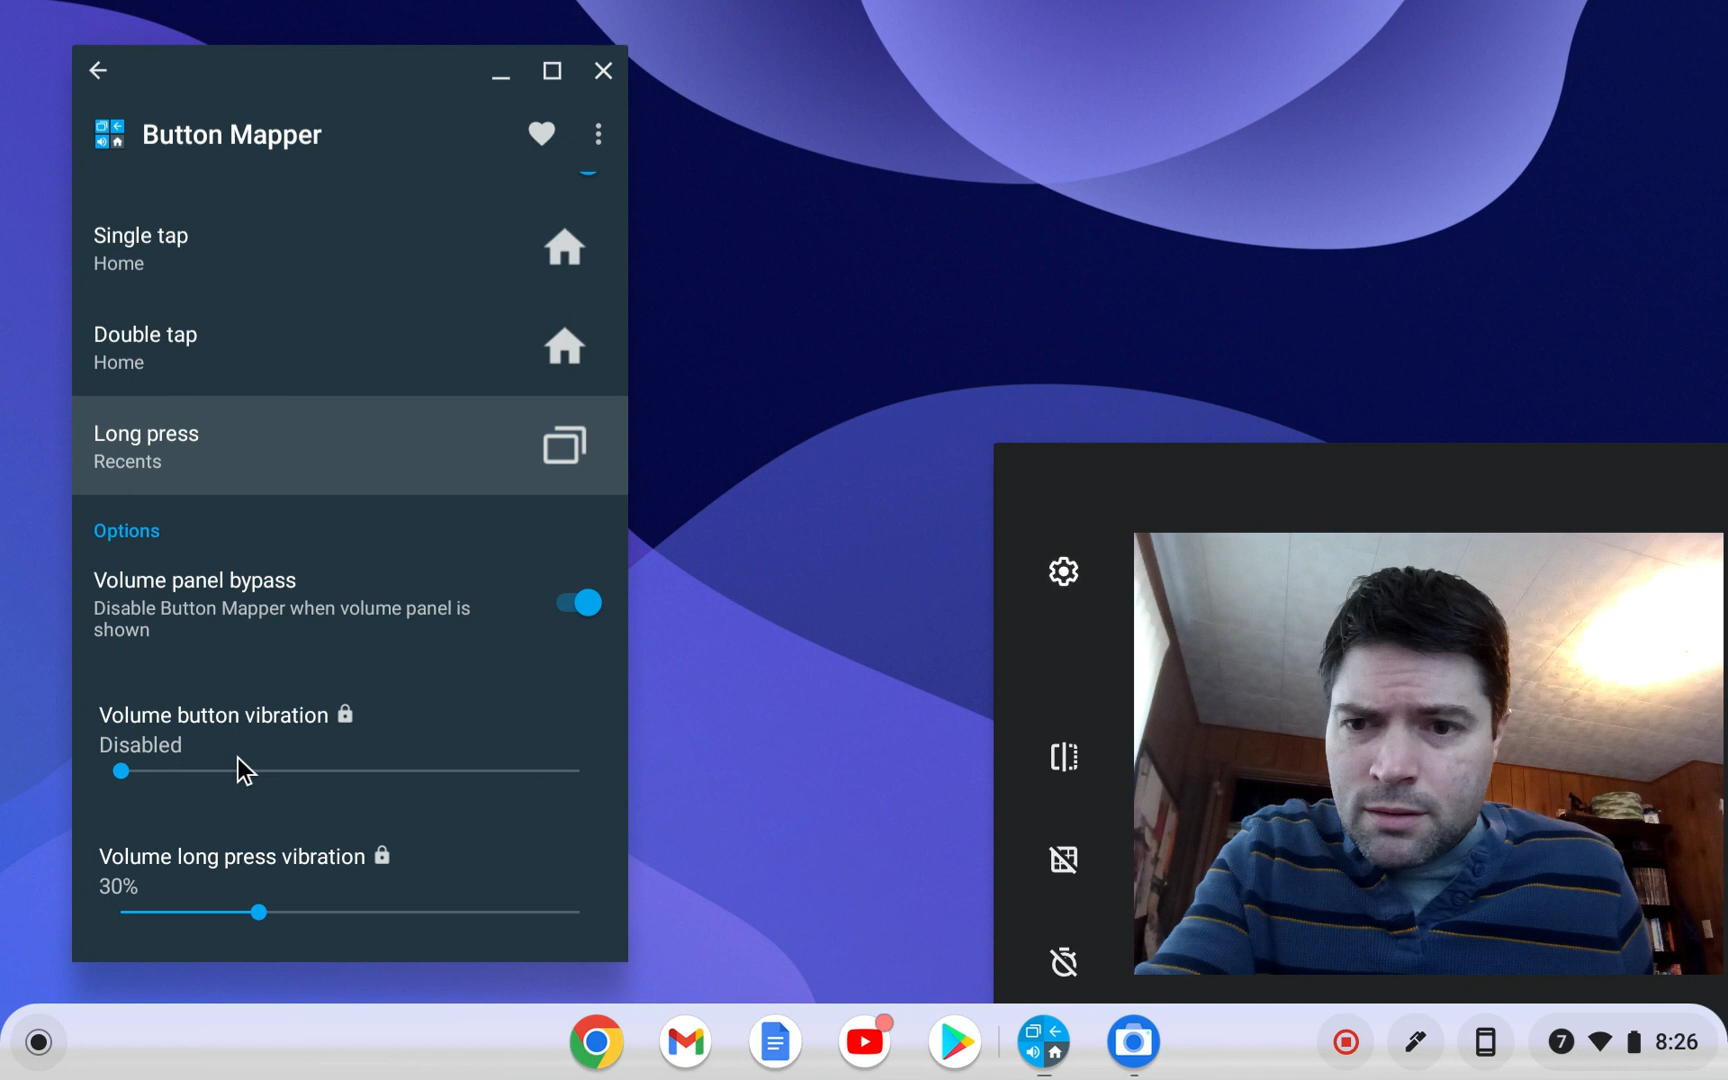 Button Mapper
Single tap
Home
Double tap
Home
Long press
Recents
Options
Volume panel bypass
Disable Button Mapper when volume panel is
shown
Volume button vibration
Disabled
Volume long press vibration
30%
7 8:26